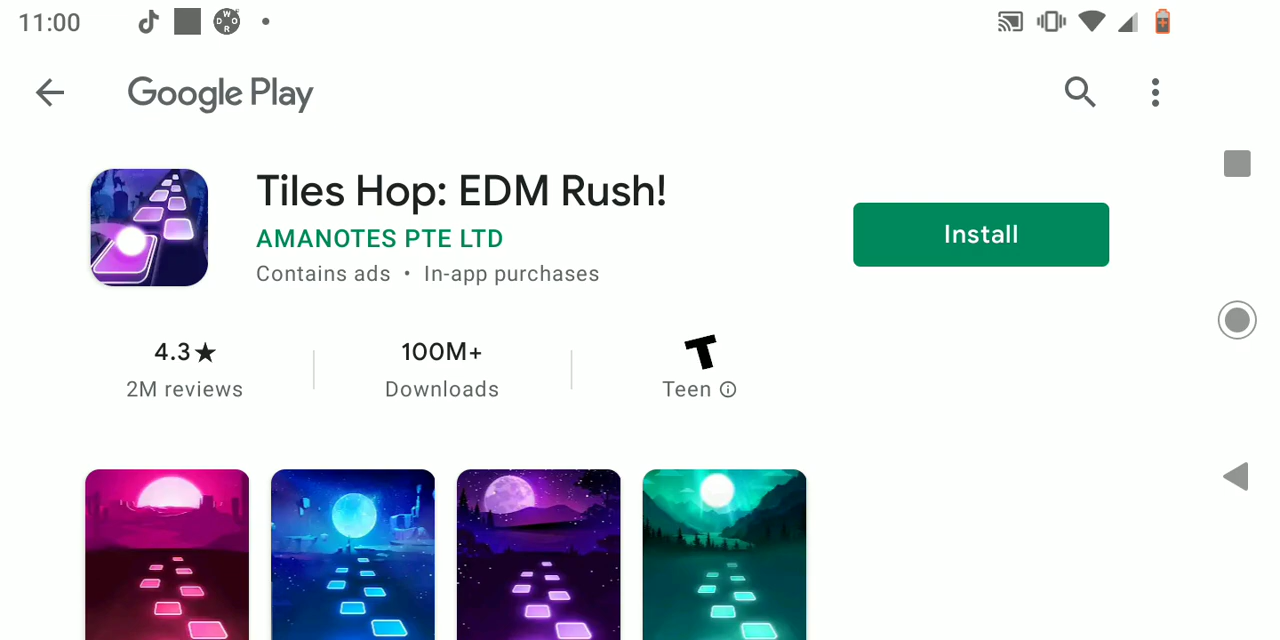 11:00
Google Play
Tiles Hop: EDM Rush!
AMANOTES PTE LTD
Contains ads • In-app purchases
Install
4.3★
2M reviews
100M+
Downloads
T
Teen